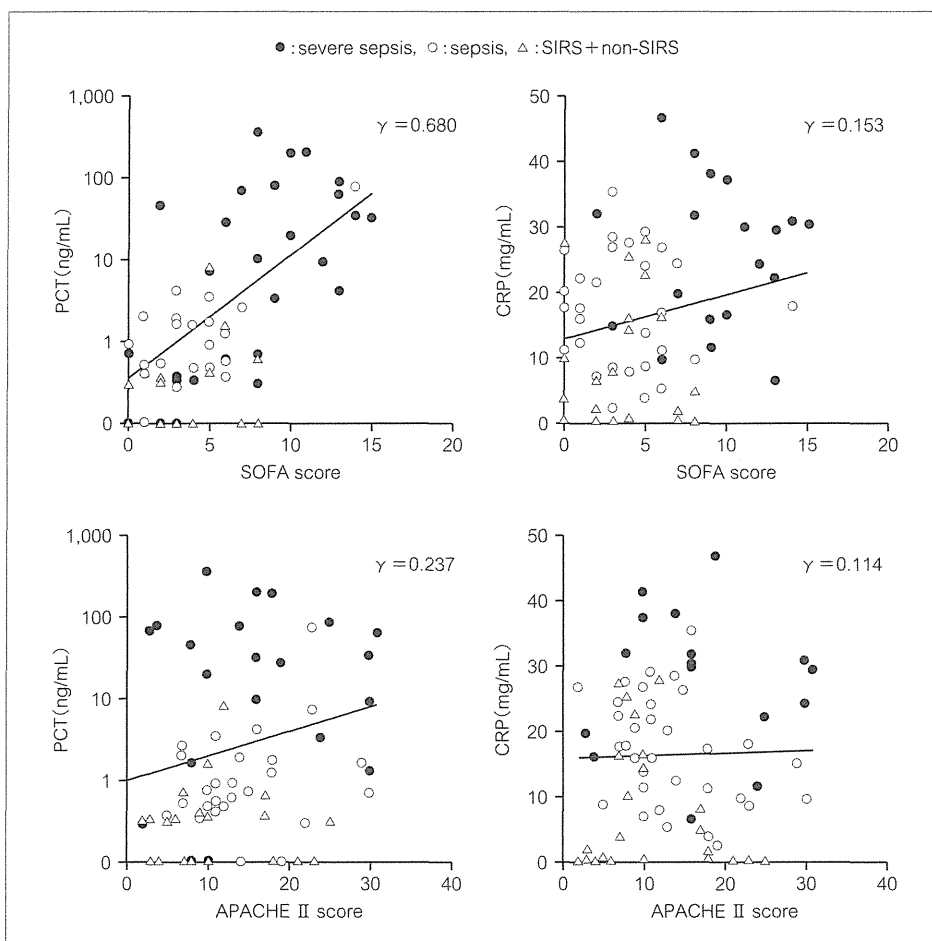 ● : severe sepsis, ○ : sepsis, △ : SIRS+non-SIRS
PCT(ng/mL)
1,000
100
10
1
0
γ=0.680
0 5 10 15 20
SOFA score
CRP(mg/mL)
50
40
30
20
10
0
γ=0.153
0 5 10 15 20
SOFA score
PCT(ng/mL)
1,000
100
10
1
0
γ=0.237
0 10 20 30 40
APACHE II score
CRP(mg/mL)
50
40
30
20
10
0
γ=0.114
0 10 20 30 40
APACHE II score